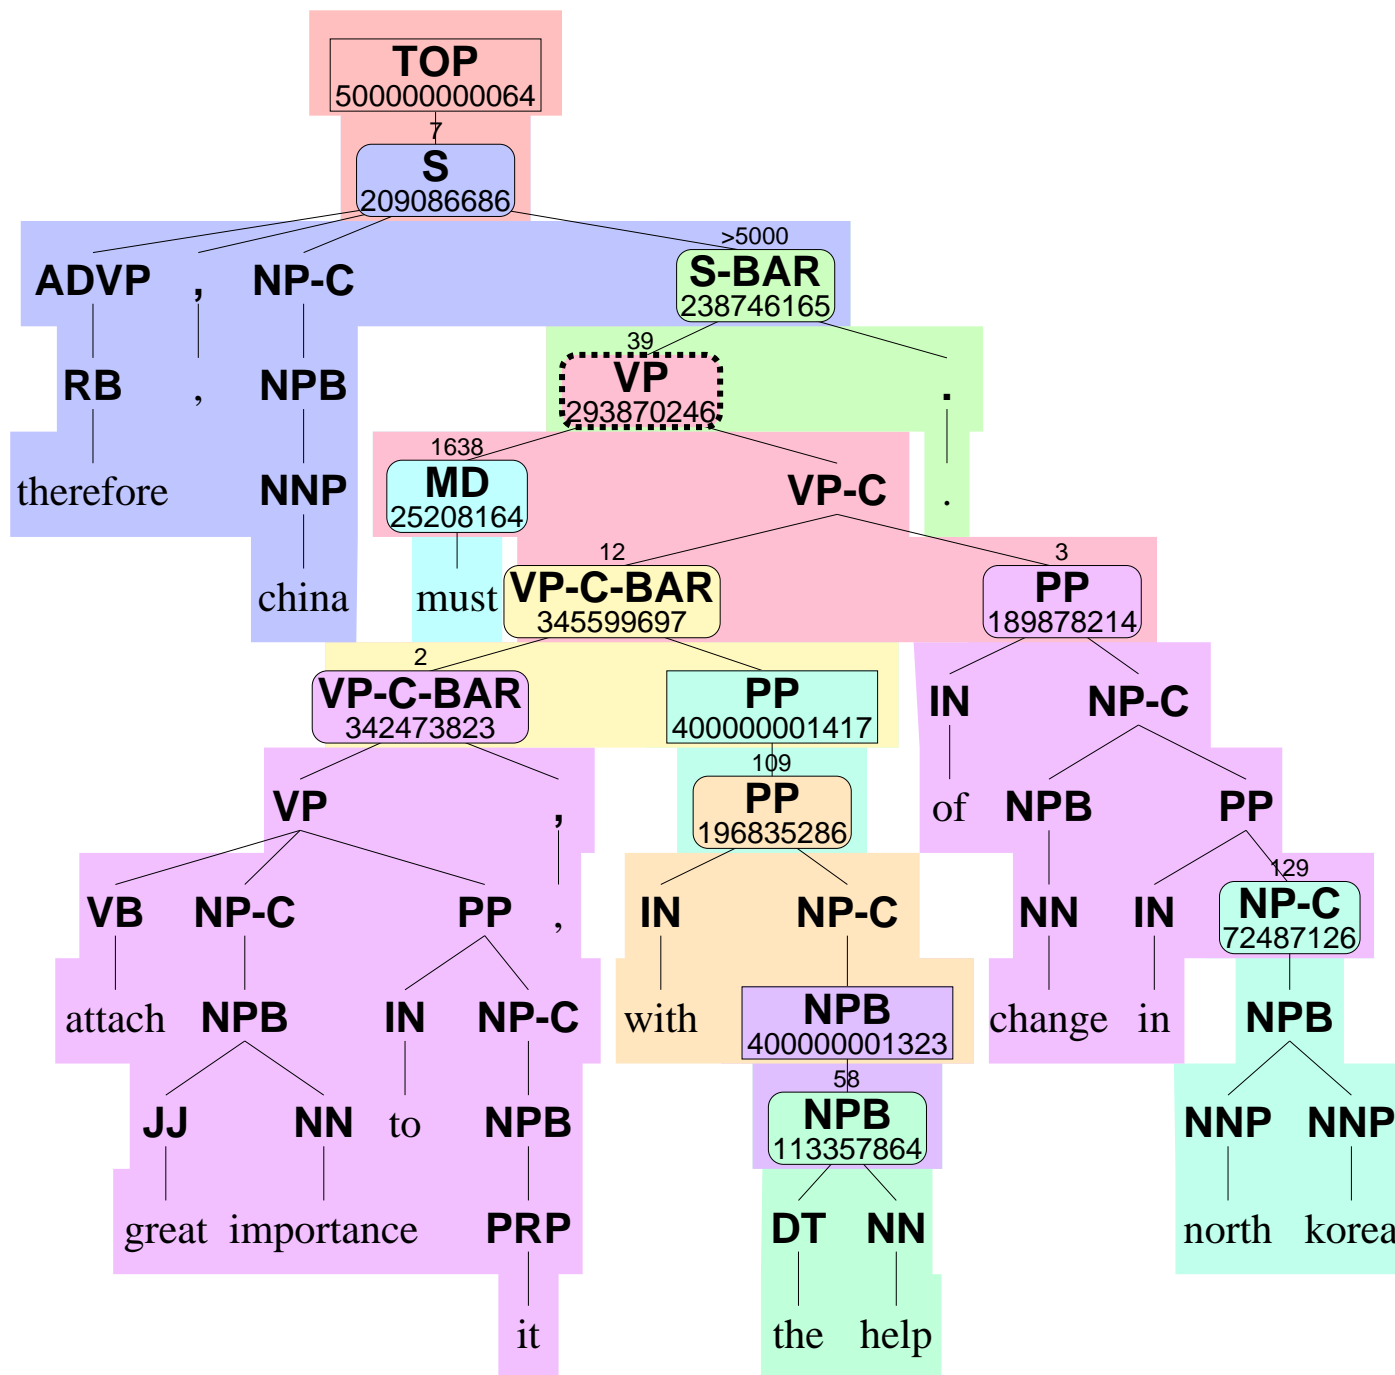 TOP
500000000064
7
S
209086686
>5000
ADVP , NP-C S-BAR
238746165
39
RB , NPB VP .
293870246
1638
therefore NNP MD VP-C .
25208164
12 3
china must VP-C-BAR PP
345599697 189878214
2
VP-C-BAR PP IN NP-C
342473823 400000001417
109
VP , PP of NPB PP
196835286
129
VB NP-C PP , IN NP-C NN IN NP-C
72487126
attach NPB IN NP-C with NPB change in NPB
400000001323
58
JJ NN to NPB NPB NNP NNP
113357864
great importance PRP DT NN north korea
it the help